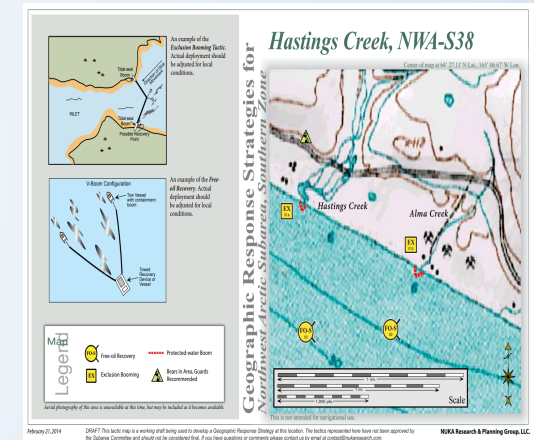 Hastings Creek, NWA-S38
Geographic Response Strategies for
Northwest Arctic Subarea, Southern Zone
An example of the
Exclusion Booming Tactic.
Actual deployment should
be adjusted for local
conditions.
Tidal-seal
Boom
INLET
Tidal-seal
Boom
Possible Recovery
Point
V-Boom Configuration
Tow Vessel
with containment
boom
Towed
Recovery
Device or
Vessel
An example of the Free-
oil Recovery. Actual
deployment should
be adjusted for local
conditions.
Map
Legend
FO-S
Free-oil Recovery
Protected-water Boom
EX
Exclusion Booming
Bears in Area, Guards
Recommended
Aerial photography of this area is unavailable at this time, but may be included as it becomes available.
Center of map at 64° 27.11' N Lat., 165° 06.67' W Lon.
EX
Hastings Creek
Alma Creek
EX
FO-S
FO-S
Scale
This is not intended for navigational use.
February 21, 2014
DRAFT This tactic map is a working draft being used to develop a Geographic Response Strategy at this location. The tactics represented here have not been approved by
the Subarea Committee and should not be considered final. If you have questions or comments please contact us by email at contact@nukaresearch.com.
NUKA Research & Planning Group, LLC.